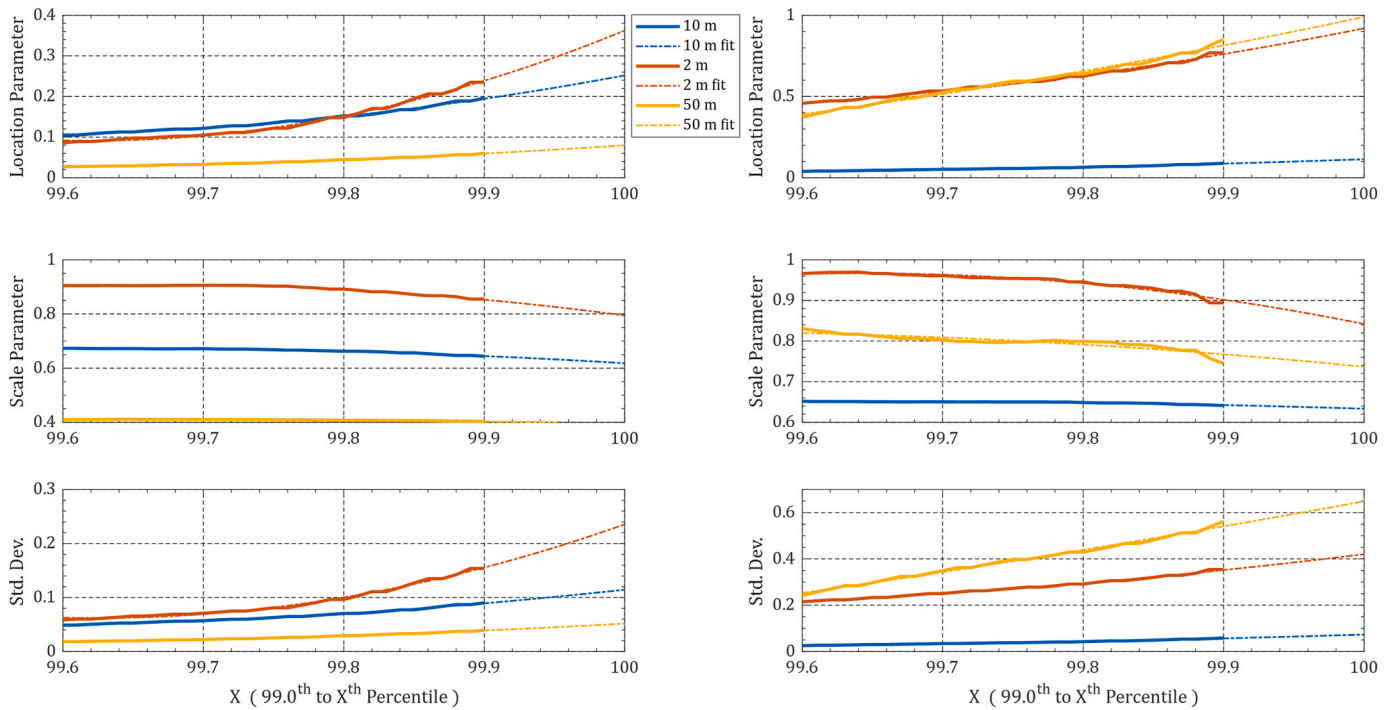 Location Parameter
0.4
0.3
0.2
0.1
0
99.6 99.7 99.8 99.9 100
10 m
10 m fit
2 m
2 m fit
50 m
50 m fit
Location Parameter
1
0.5
0
99.6 99.7 99.8 99.9 100
Scale Parameter
1
0.8
0.6
0.4
99.6 99.7 99.8 99.9 100
Scale Parameter
1
0.9
0.8
0.7
0.6
99.6 99.7 99.8 99.9 100
Std. Dev.
0.3
0.2
0.1
0
99.6 99.7 99.8 99.9 100
X ( 99.0th to Xth Percentile )
Std. Dev.
0.6
0.4
0.2
0
99.6 99.7 99.8 99.9 100
X ( 99.0th to Xth Percentile )